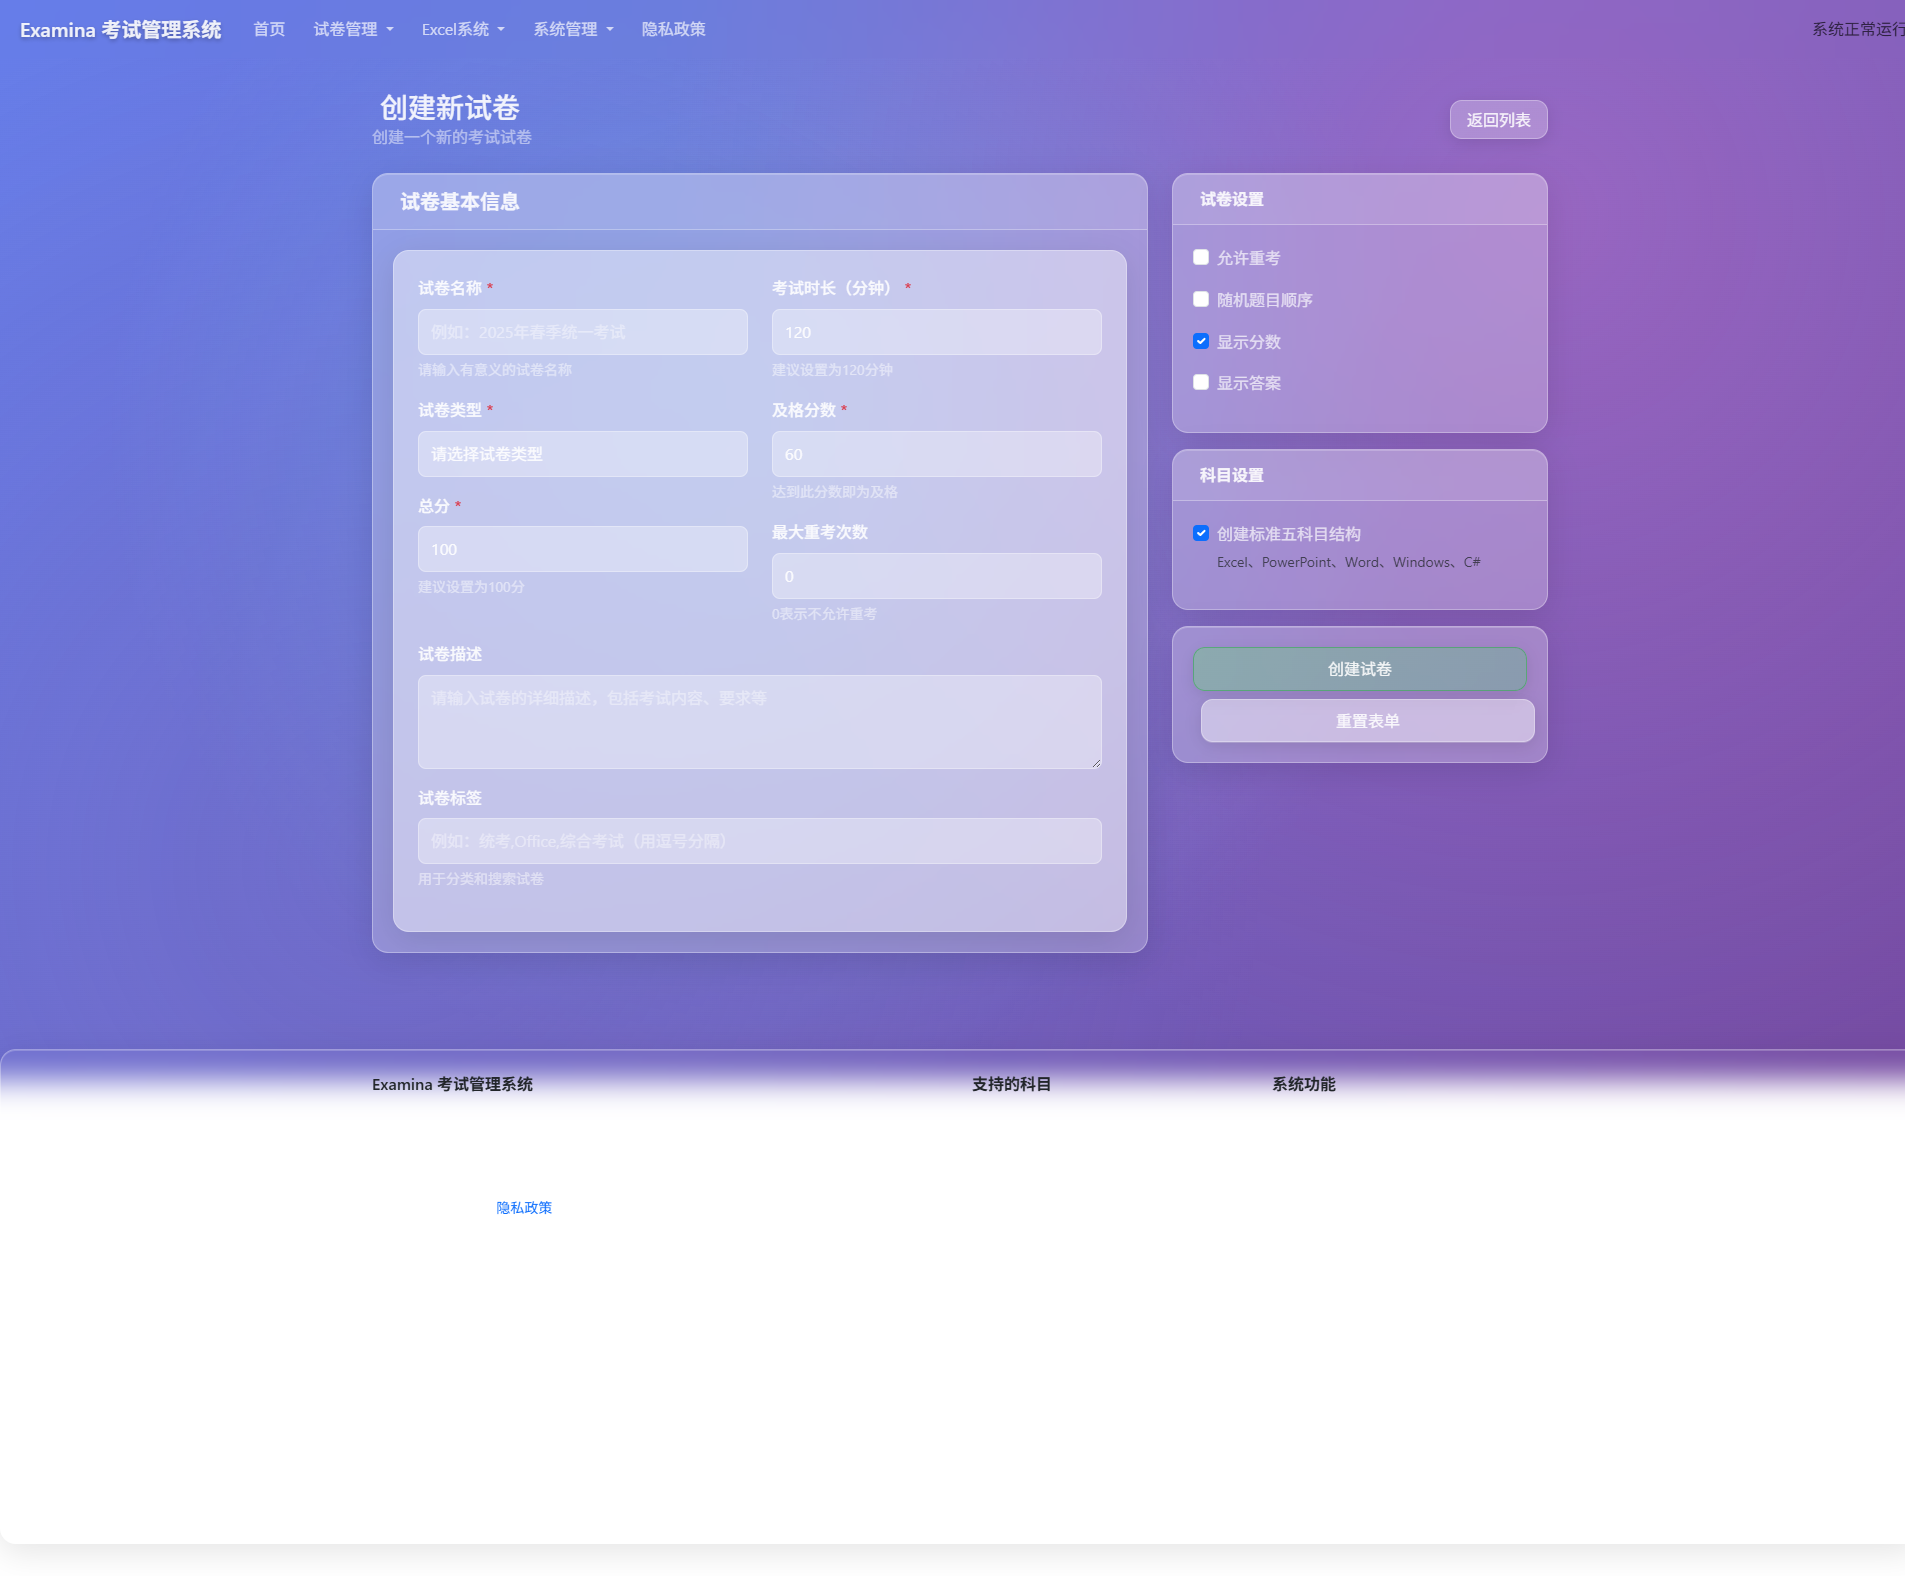 Examina 考试管理系统
首页
试卷管理
Excel系统
系统管理
隐私政策
系统正常运行
创建新试卷
创建一个新的考试试卷
返回列表
试卷基本信息
试卷名称 *
例如：2025年春季统一考试
请输入有意义的试卷名称
考试时长（分钟） *
120
建议设置为120分钟
试卷类型 *
请选择试卷类型
及格分数 *
60
达到此分数即为及格
总分 *
100
建议设置为100分
最大重考次数
0
0表示不允许重考
试卷描述
请输入试卷的详细描述，包括考试内容、要求等
试卷标签
例如：统考,Office,综合考试（用逗号分隔）
用于分类和搜索试卷
试卷设置
允许重考
随机题目顺序
显示分数
显示答案
科目设置
创建标准五科目结构
Excel、PowerPoint、Word、Windows、C#
创建试卷
重置表单
Examina 考试管理系统
支持的科目
系统功能
隐私政策